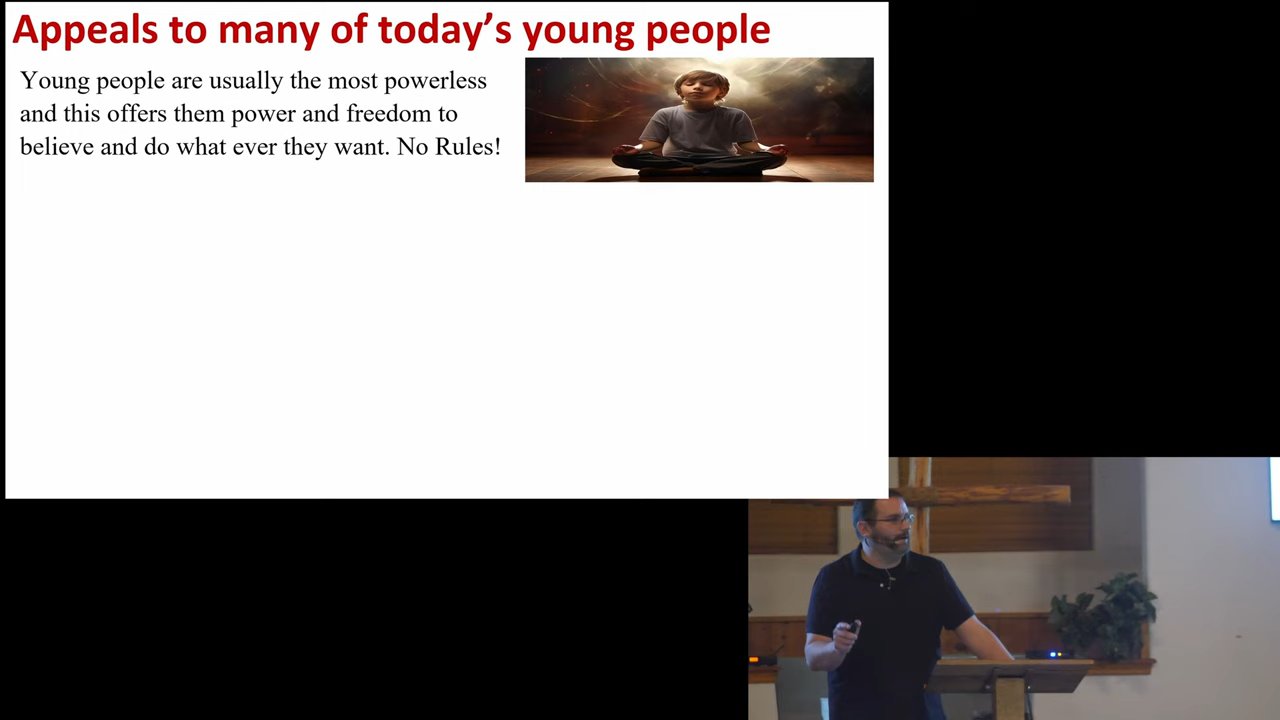 Appeals to many of today's young people
Young people are usually the most powerless
and this offers them power and freedom to
believe and do what ever they want. No Rules!